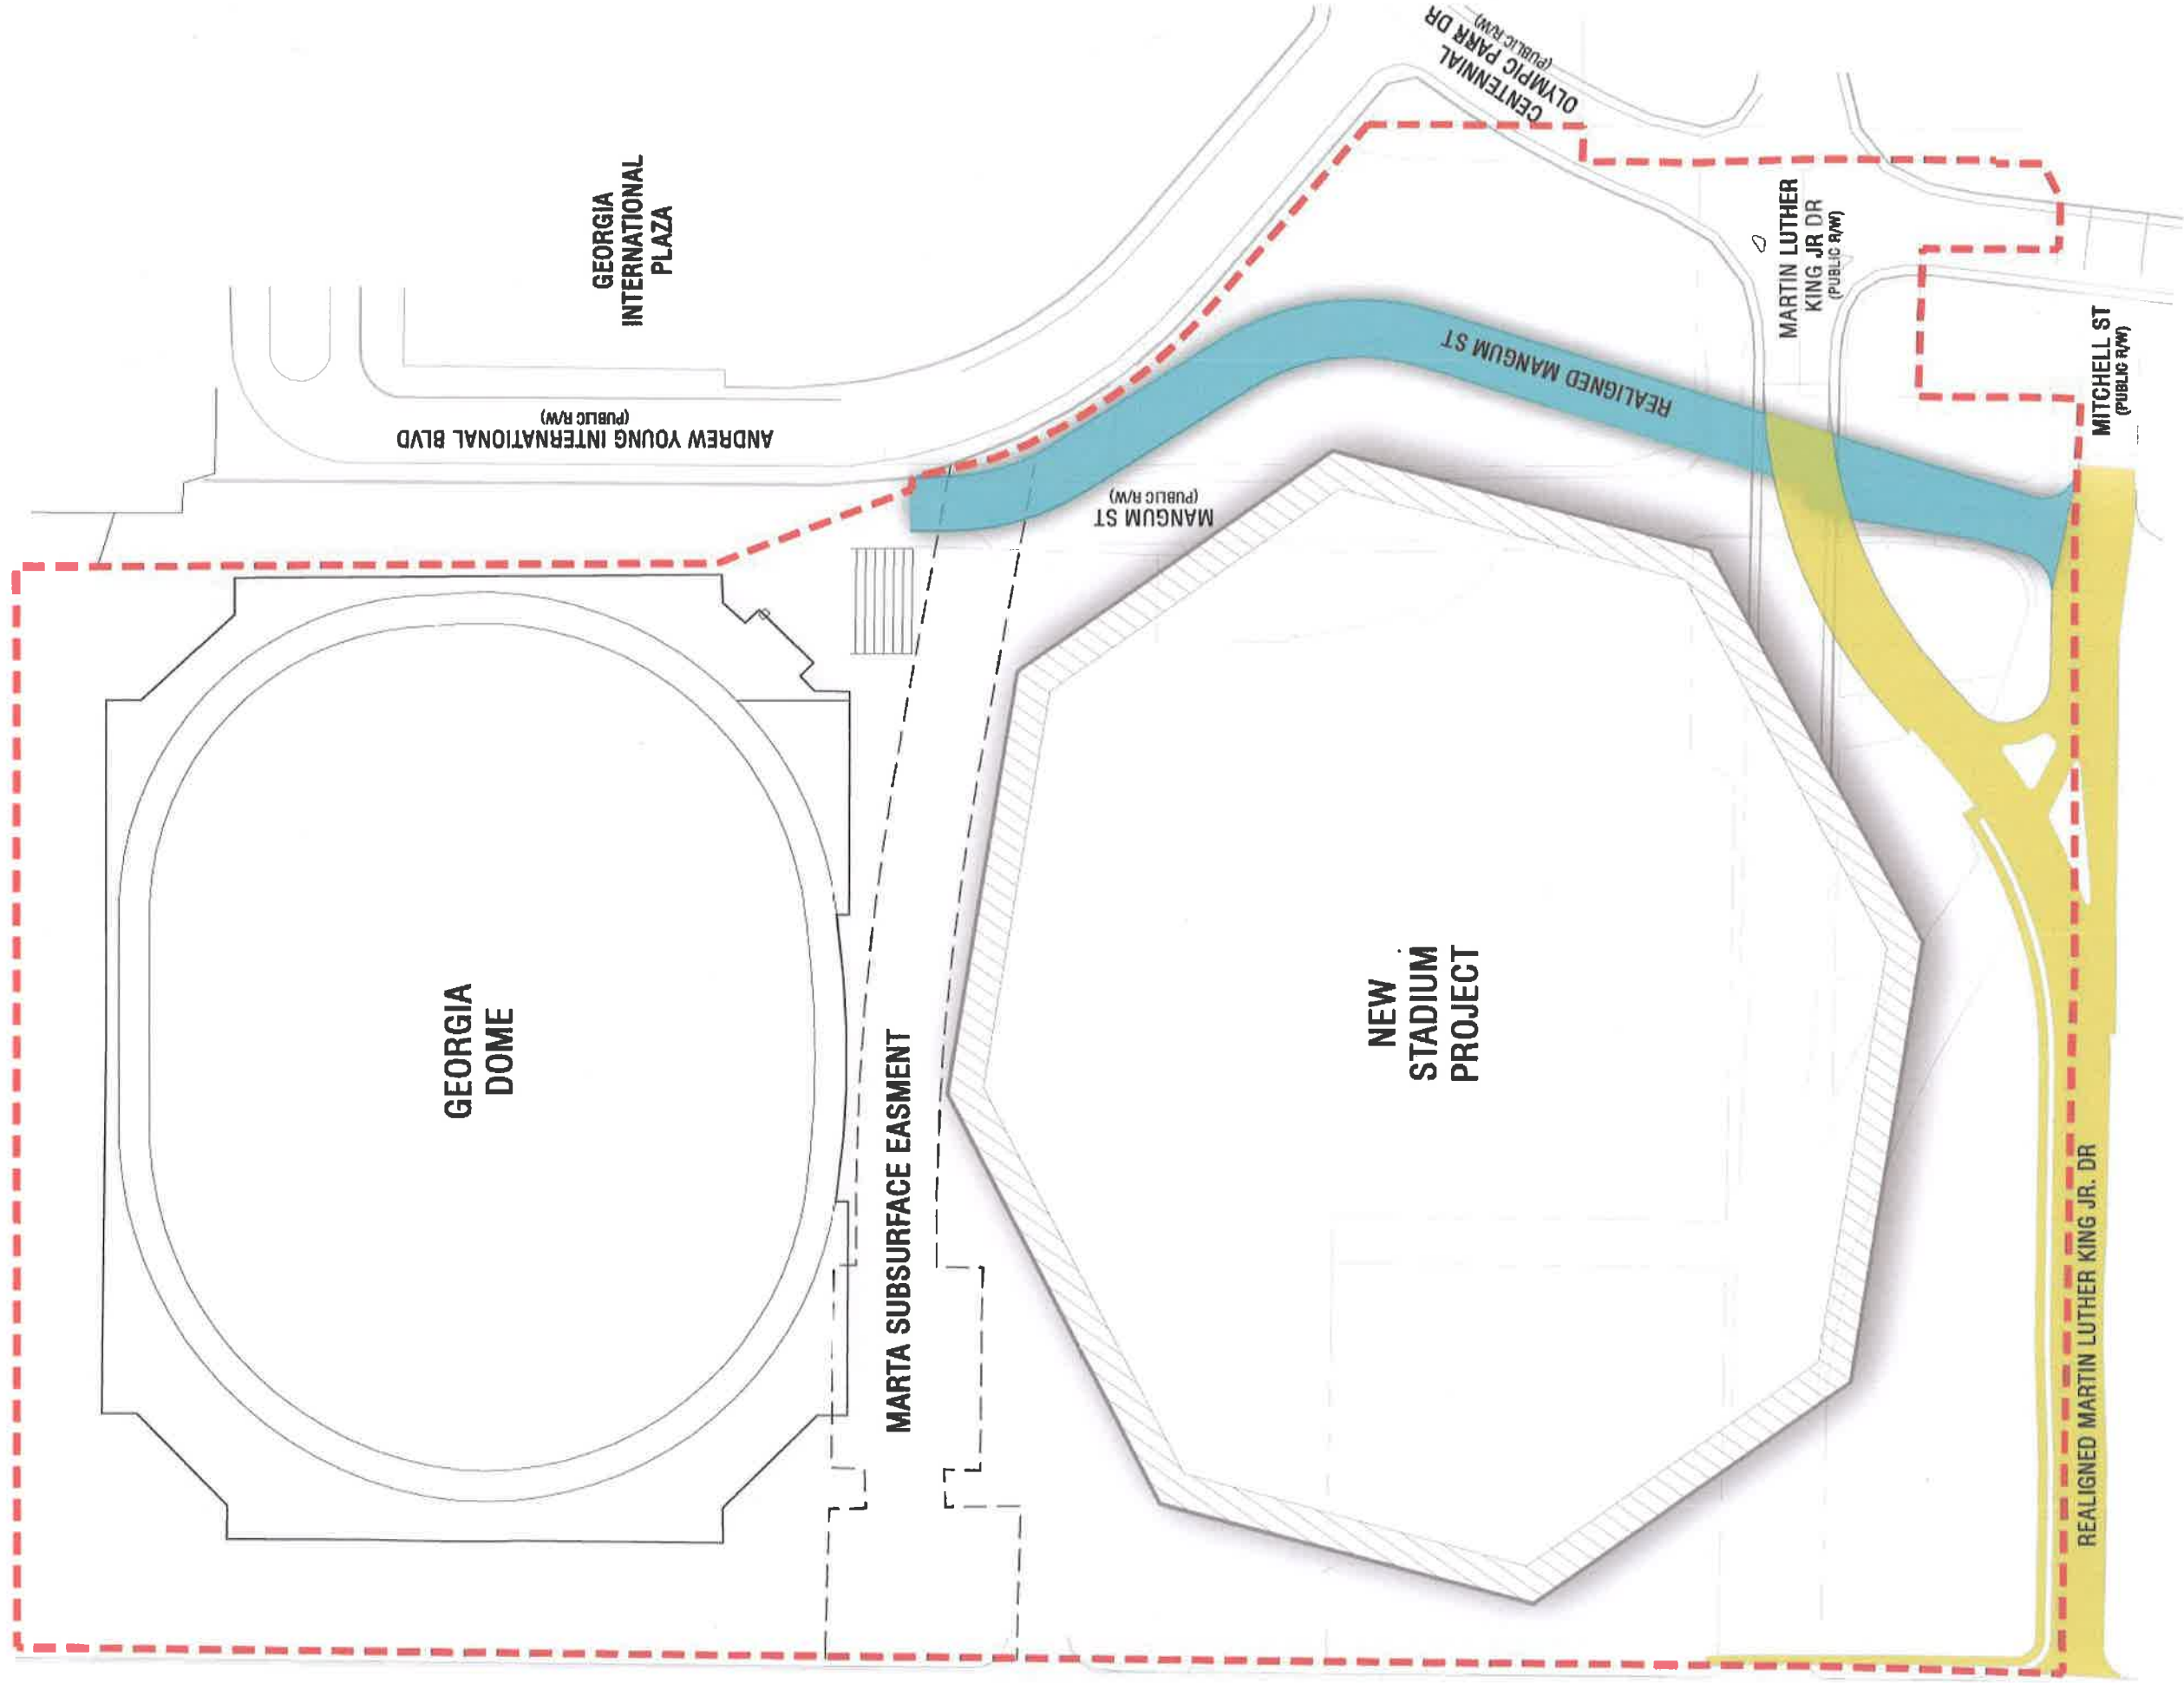 GEORGIA
DOME
MARTA SUBSURFACE EASMENT
NEW
STADIUM
PROJECT
REALIGNED MARTIN LUTHER KING JR. DR
GEORGIA
INTERNATIONAL
PLAZA
ANDREW YOUNG INTERNATIONAL BLVD
(PUBLIC R/W)
MANGUM ST
(PUBLIC R/W)
REALIGNED MANGUM ST
CENTENNIAL
OLYMPIC PARR DR
(PUBLIC R/W)
MARTIN LUTHER
KING JR DR
(PUBLIC R/W)
MITCHELL ST
(PUBLIC R/W)